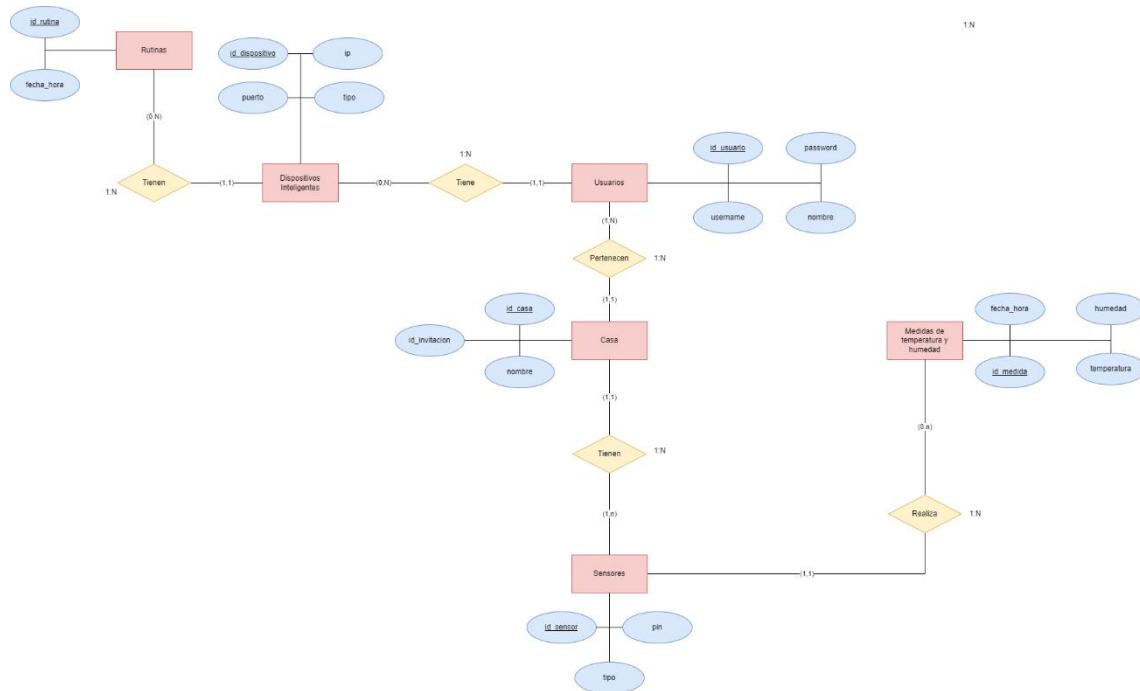 id_rutina
1:N
Rutinas
id_dispositivo
ip
fecha_hora
puerto
tipo
(0,N)
id_usuario
password
1:N
Dispositivos
Inteligentes
Tienen
(1,1)
(0,N)
Tiene
(1,1)
Usuarios
1:N
username
nombre
(1,N)
Pertenecen
1:N
(1,1)
id_casa
fecha_hora
humedad
id_invitacion
Casa
Medidas de
temperatura y
humedad
nombre
id_medida
temperatura
(1,1)
(0,n)
Tienen
1:N
(1,n)
Realiza
1:N
Sensores
(1,1)
id_sensor
pin
tipo